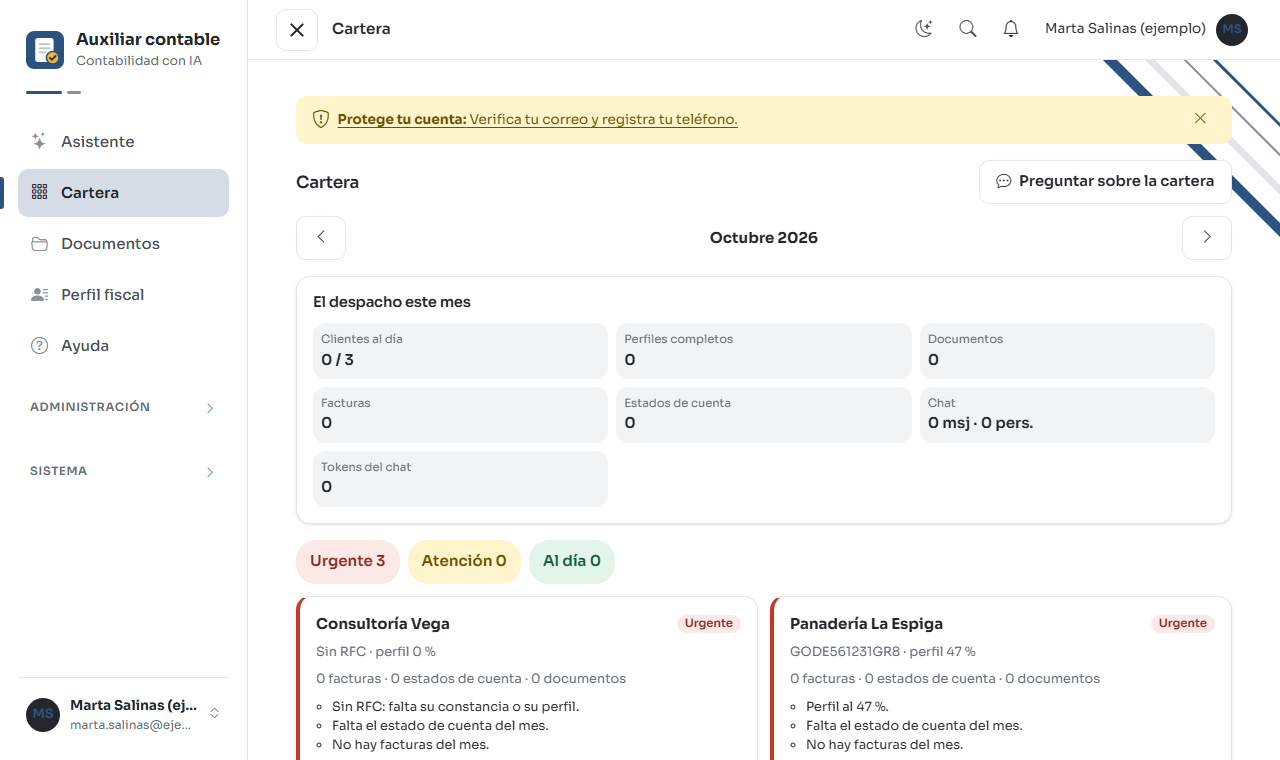 Auxiliar contable
Contabilidad con IA
Asistente
Cartera
Documentos
Perfil fiscal
Ayuda
ADMINISTRACIÓN
SISTEMA
MS
Marta Salinas (ej...
marta.salinas@eje...
Cartera
Marta Salinas (ejemplo)
MS
Protege tu cuenta: Verifica tu correo y registra tu teléfono.
Cartera
Preguntar sobre la cartera
Octubre 2026
El despacho este mes
Clientes al día
0 / 3
Perfiles completos
0
Documentos
0
Facturas
0
Estados de cuenta
0
Chat
0 msj · 0 pers.
Tokens del chat
0
Urgente 3
Atención 0
Al día 0
Consultoría Vega
Urgente
Sin RFC · perfil 0 %
0 facturas · 0 estados de cuenta · 0 documentos
Sin RFC: falta su constancia o su perfil.
Falta el estado de cuenta del mes.
No hay facturas del mes.
Panadería La Espiga
Urgente
GODE561231GR8 · perfil 47 %
0 facturas · 0 estados de cuenta · 0 documentos
Perfil al 47 %.
Falta el estado de cuenta del mes.
No hay facturas del mes.